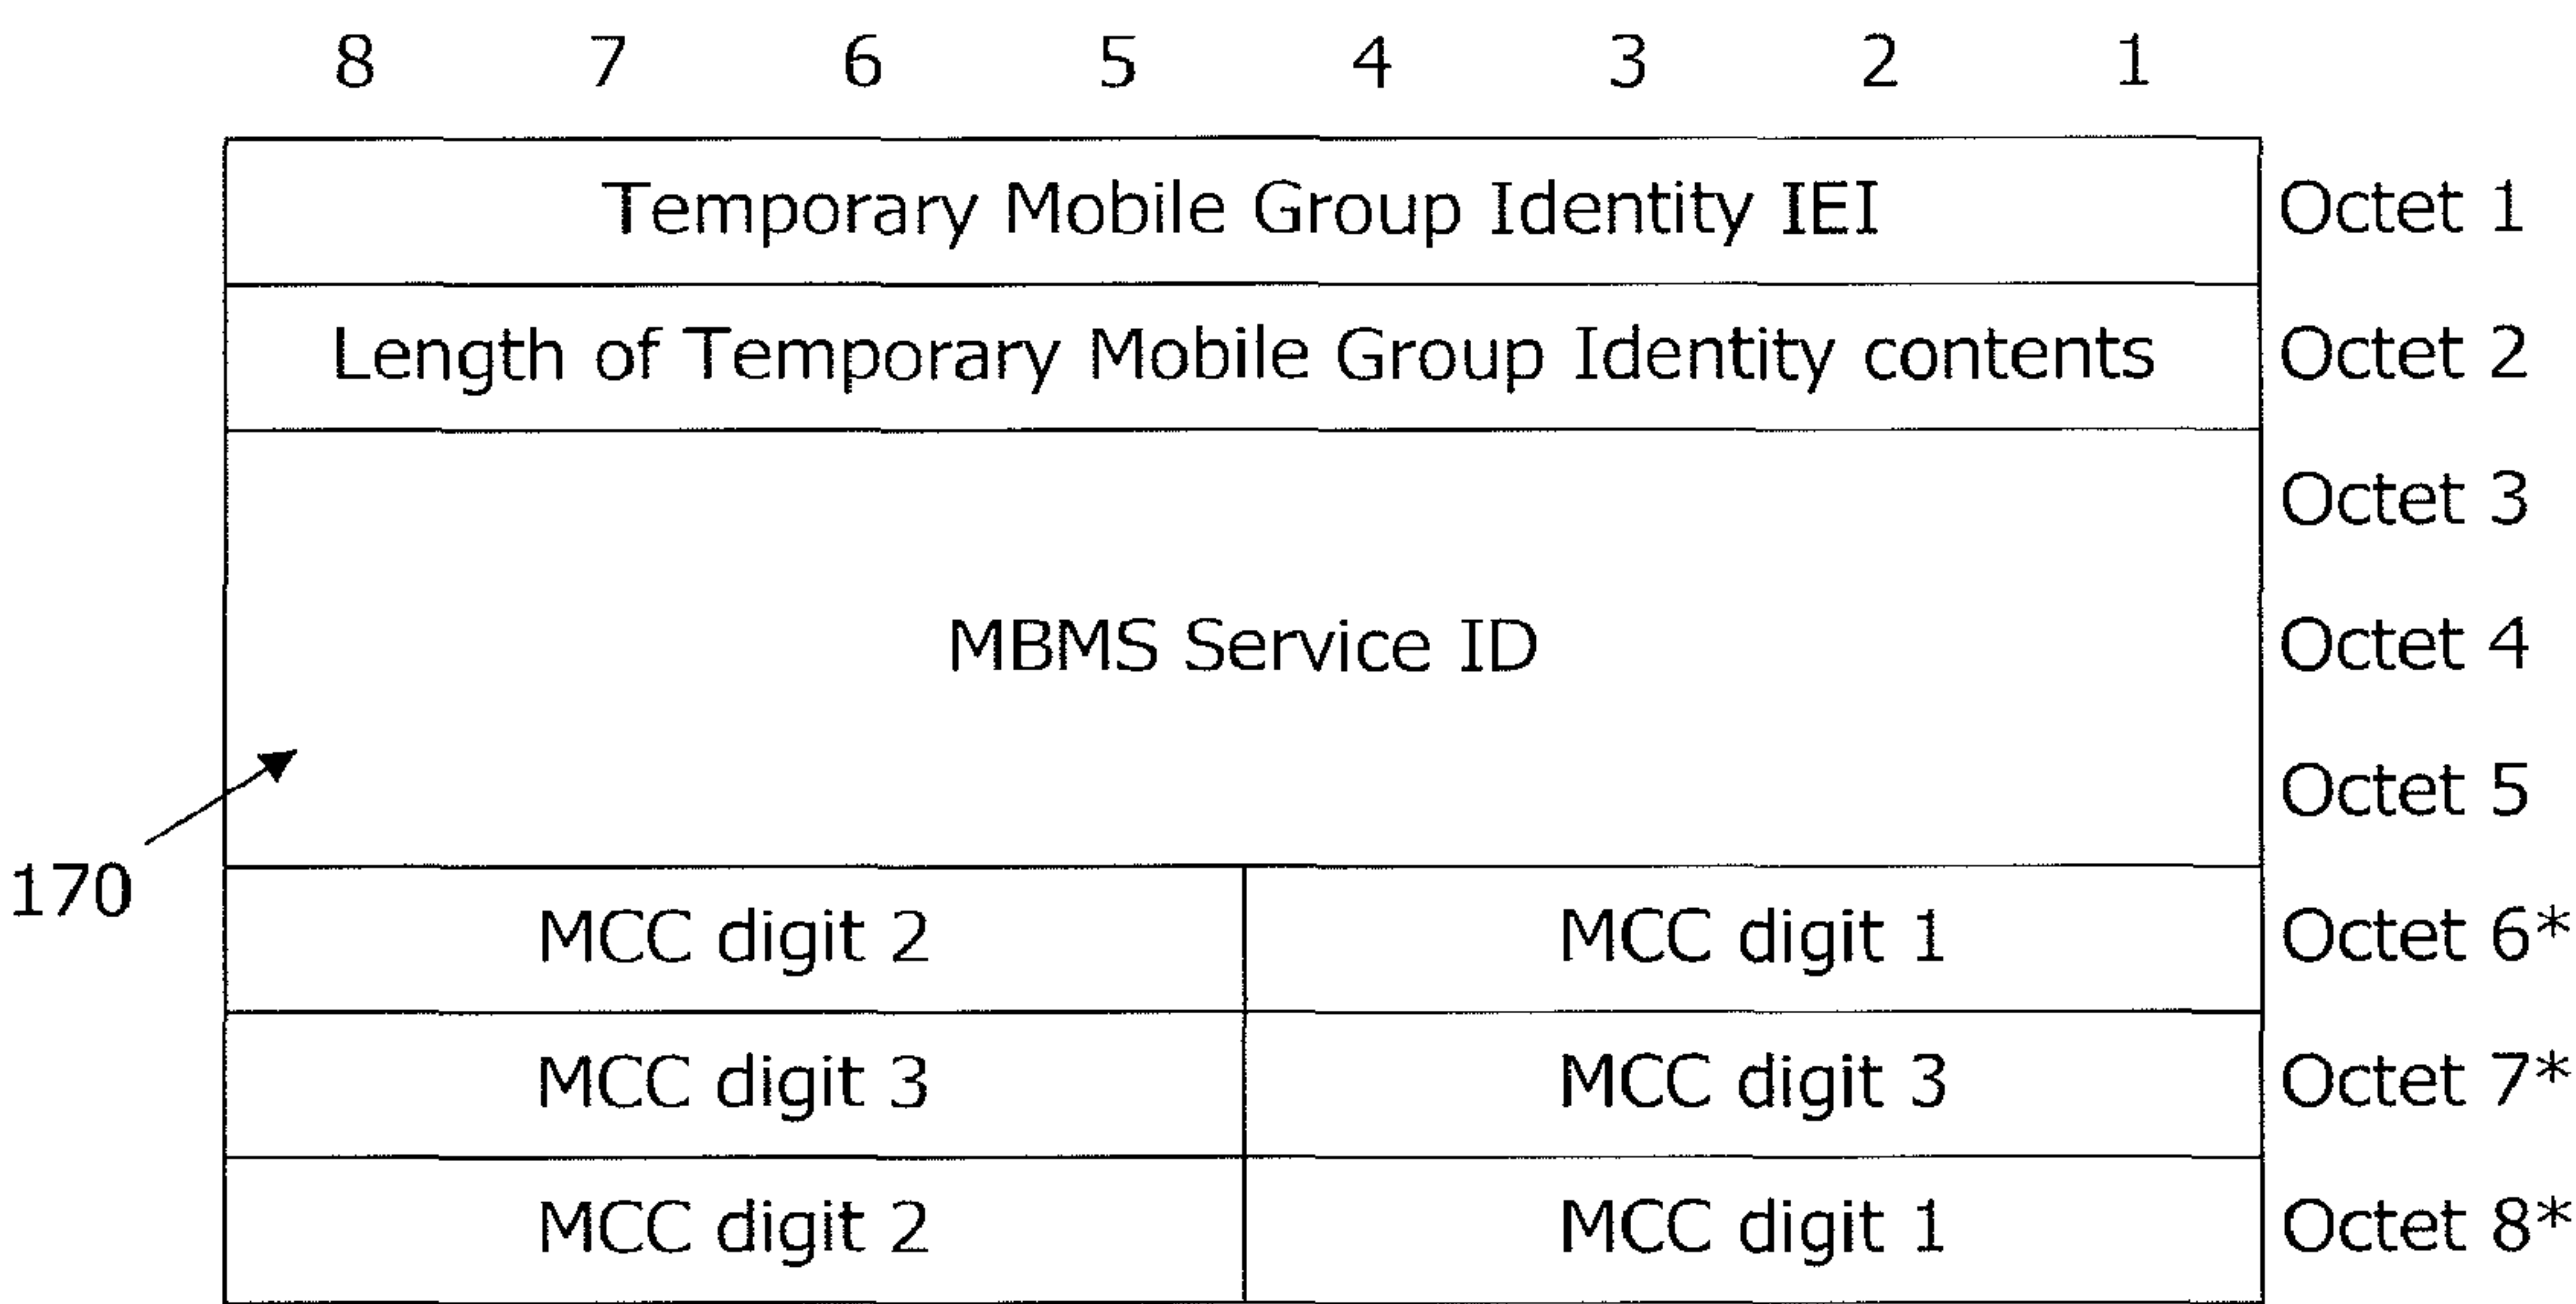 8 7 6 5 4 3 2 1
Temporary Mobile Group Identity IEI Octet 1
Length of Temporary Mobile Group Identity contents Octet 2
Octet 3
MBMS Service ID Octet 4
Octet 5
170
MCC digit 2 MCC digit 1 Octet 6*
MCC digit 3 MCC digit 3 Octet 7*
MCC digit 2 MCC digit 1 Octet 8*